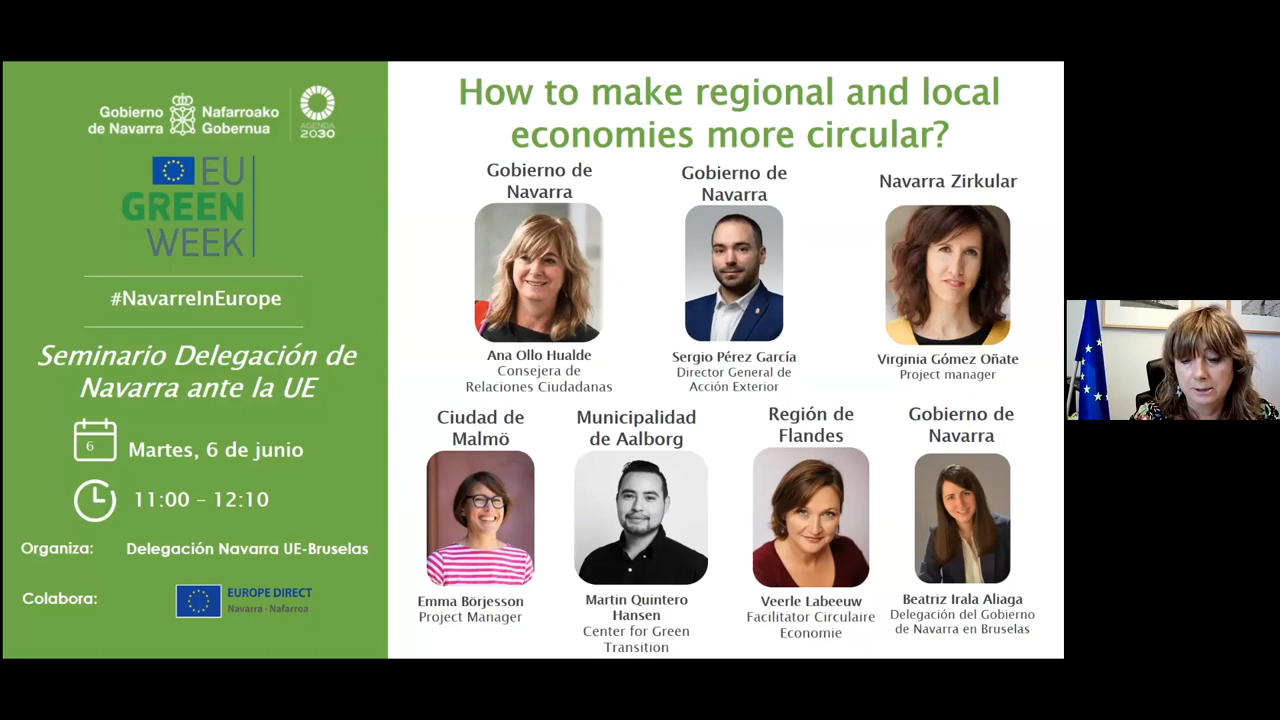 Gobierno
de Navarra
Nafarroako
Gobernua
AGENDA
2030
EU
GREEN
WEEK
#NavarreInEurope
Seminario Delegación de
Navarra ante la UE
6
Martes, 6 de junio
11:00 – 12:10
Organiza:
Delegación Navarra UE-Bruselas
Colabora:
EUROPE DIRECT
Navarra - Nafarroa
How to make regional and local
economies more circular?
Gobierno de
Navarra
Ana Ollo Hualde
Consejera de
Relaciones Ciudadanas
Gobierno de
Navarra
Sergio Pérez García
Director General de
Acción Exterior
Navarra Zirkular
Virginia Gómez Oñate
Project manager
Ciudad de
Malmö
Emma Börjesson
Project Manager
Municipalidad
de Aalborg
Martin Quintero
Hansen
Center for Green
Transition
Región de
Flandes
Veerle Labeeuw
Facilitator Circulaire
Economie
Gobierno de
Navarra
Beatriz Irala Aliaga
Delegación del Gobierno
de Navarra en Bruselas